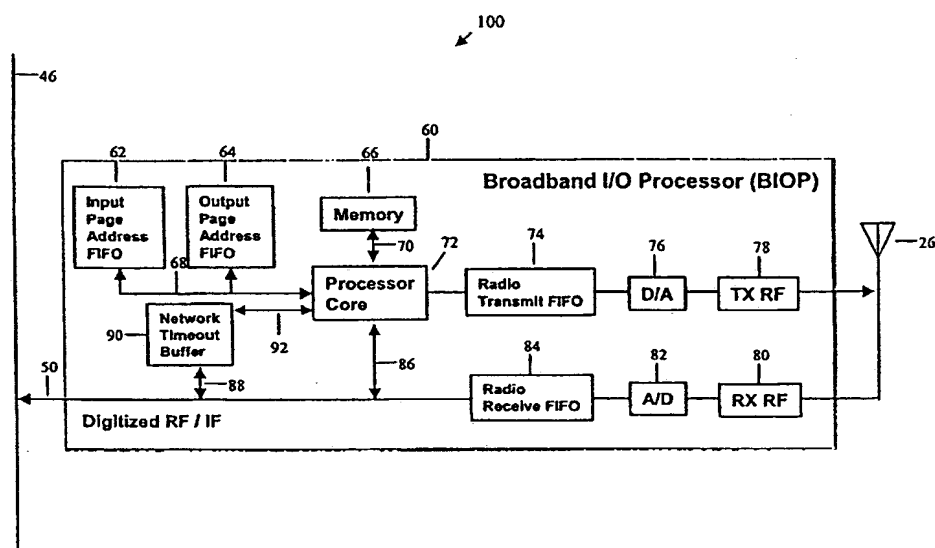 100
46
60
62
64
66
Broadband I/O Processor (BIOP)
Input
Page
Address
FIFO
Output
Page
Address
FIFO
Memory
70
72
74
76
78
26
68
Processor
Core
Radio
Transmit FIFO
D/A
TX RF
90
Network
Timeout
Buffer
92
50
88
86
84
82
80
Radio
Receive FIFO
A/D
RX RF
Digitized RF / IF